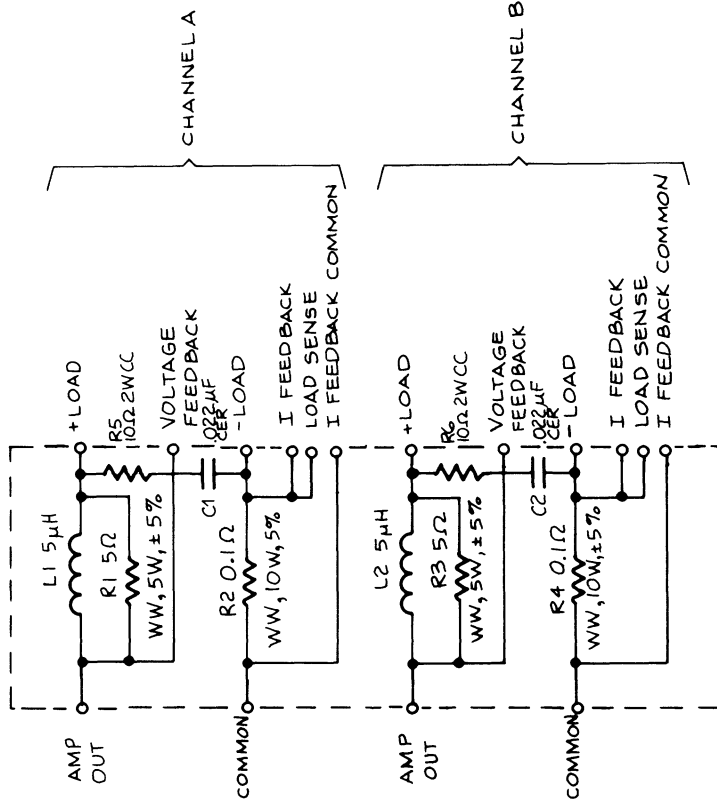 CHANNEL A
CHANNEL B
+LOAD
R5
10Ω 2WCC
VOLTAGE
FEEDBACK
.022µF
CER
-LOAD
I FEEDBACK
LOAD SENSE
I FEEDBACK COMMON
L1 5µH
R1 5Ω
WW, 5W, ±5%
C1
R2 0.1Ω
WW, 10W, 5%
AMP
OUT
COMMON
+LOAD
R6
10Ω 2WCC
VOLTAGE
FEEDBACK
.022µF
CER
-LOAD
I FEEDBACK
LOAD SENSE
I FEEDBACK COMMON
L2 5µH
R3 5Ω
WW, 5W, ±5%
C2
R4 0.1Ω
WW, 10W, ±5%
AMP
OUT
COMMON